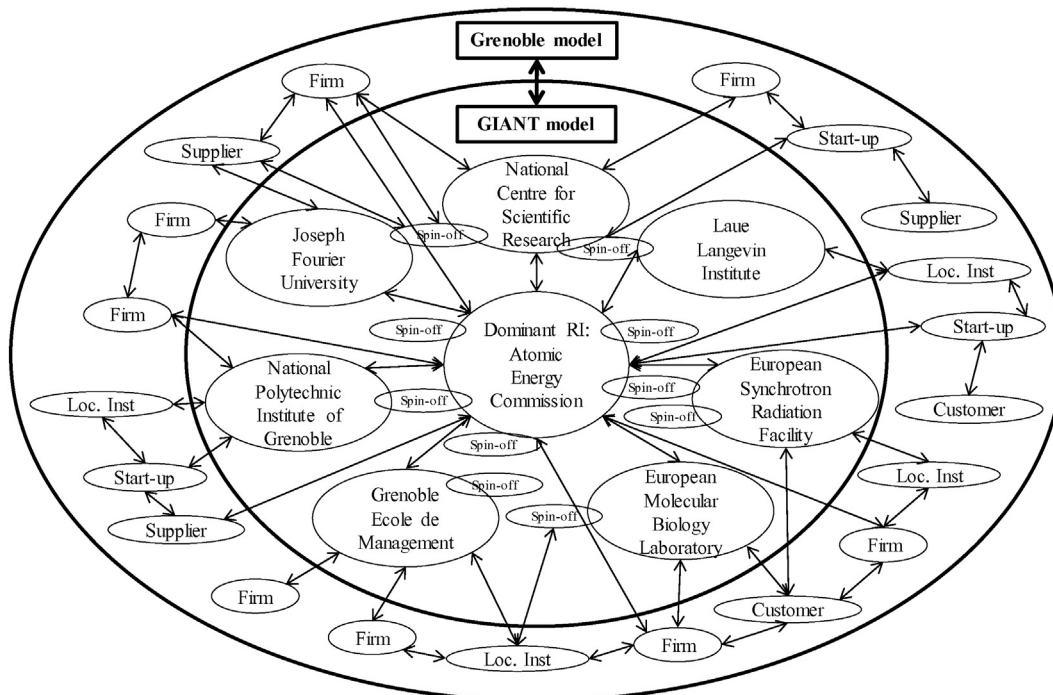 Grenoble model
GIANT model
Firm
Firm
Supplier
Start-up
National
Centre for
Scientific
Research
Supplier
Firm
Joseph
Fourier
University
Spin-off
Spin-off
Laue
Langevin
Institute
Loc. Inst
Firm
Spin-off
Spin-off
Start-up
Dominant RI:
Atomic
Energy
Commission
National
Polytechnic
Institute of
Grenoble
Spin-off
Spin-off
Spin-off
European
Synchrotron
Radiation
Facility
Loc. Inst
Customer
Spin-off
Start-up
Supplier
Grenoble
Ecole de
Management
Spin-off
Spin-off
European
Molecular
Biology
Laboratory
Loc. Inst
Firm
Firm
Firm
Loc. Inst
Firm
Customer